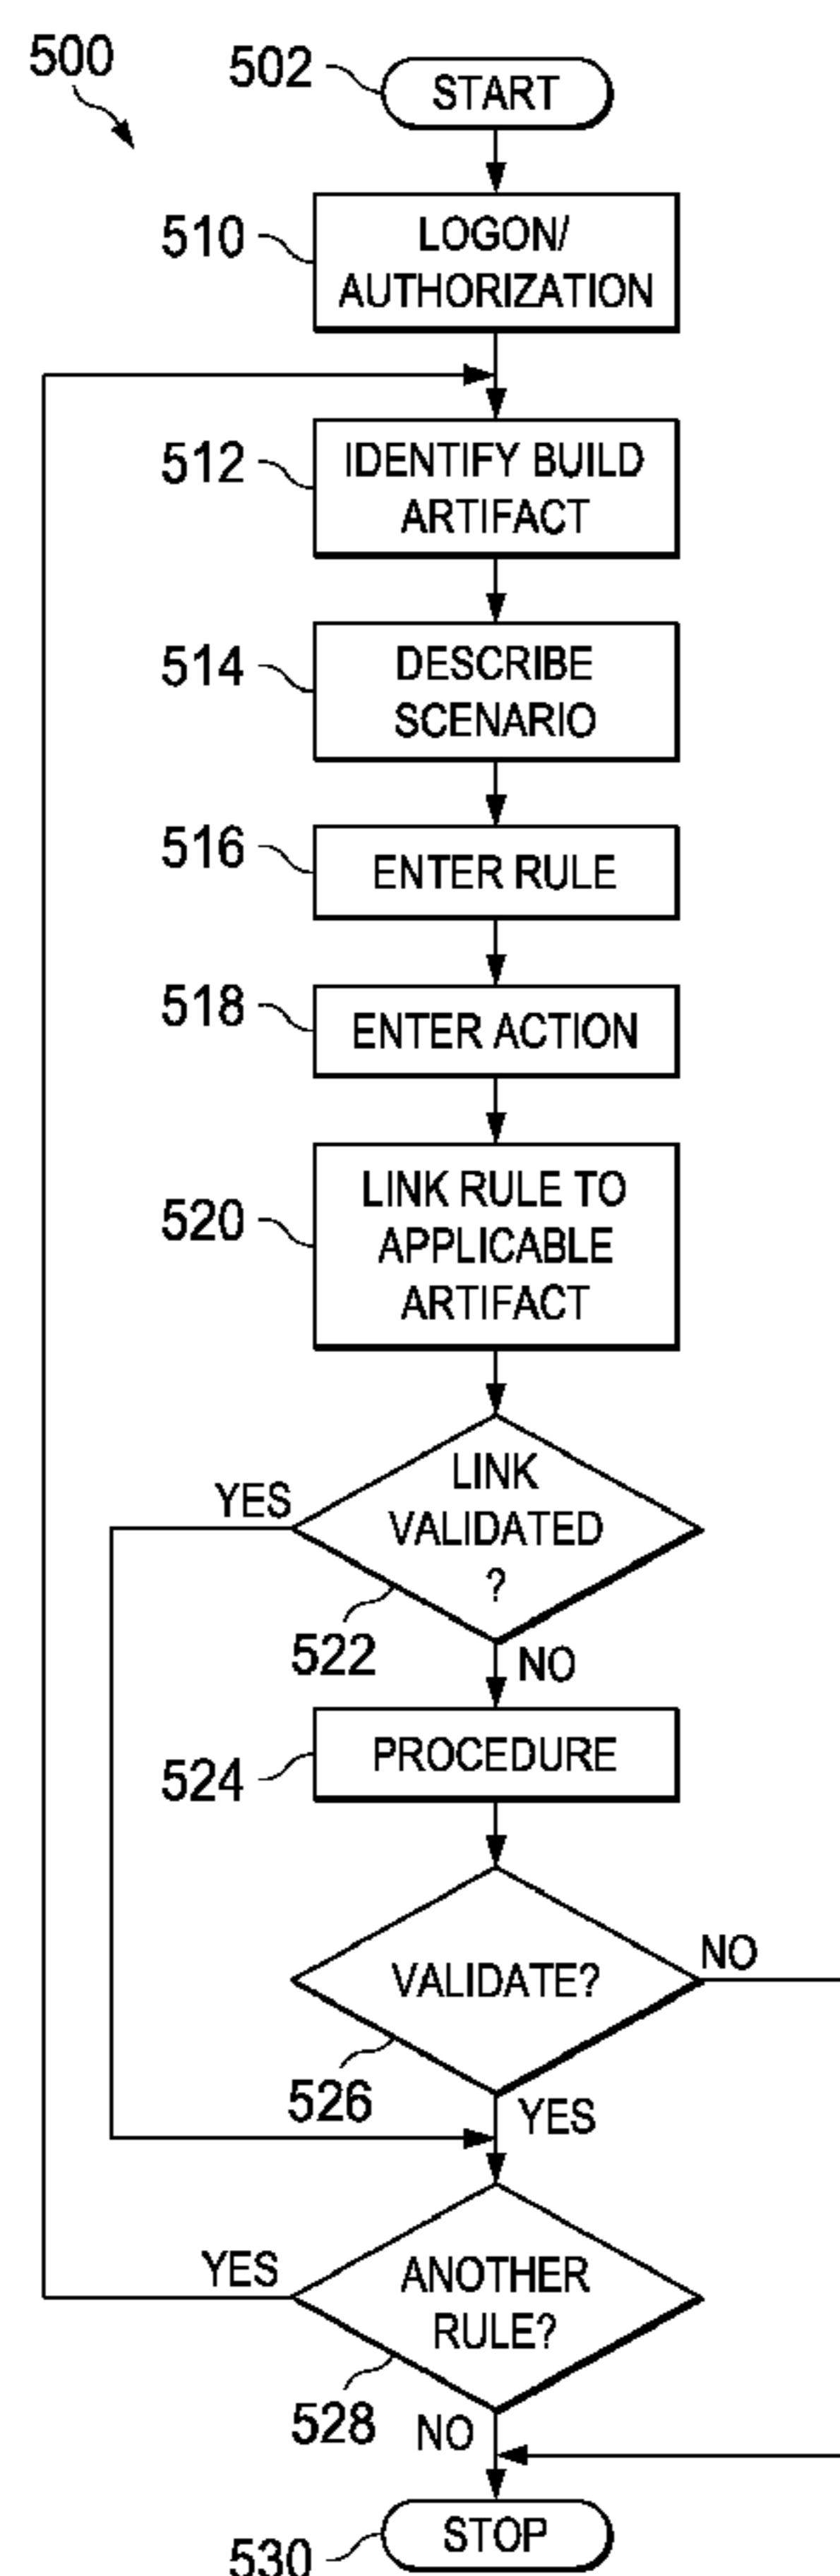 500
502
START
510
LOGON/
AUTHORIZATION
512
IDENTIFY BUILD
ARTIFACT
514
DESCRIBE
SCENARIO
516
ENTER RULE
518
ENTER ACTION
520
LINK RULE TO
APPLICABLE
ARTIFACT
YES
LINK
VALIDATED
?
522
NO
524
PROCEDURE
VALIDATE?
NO
526
YES
YES
ANOTHER
RULE?
528
NO
530
STOP